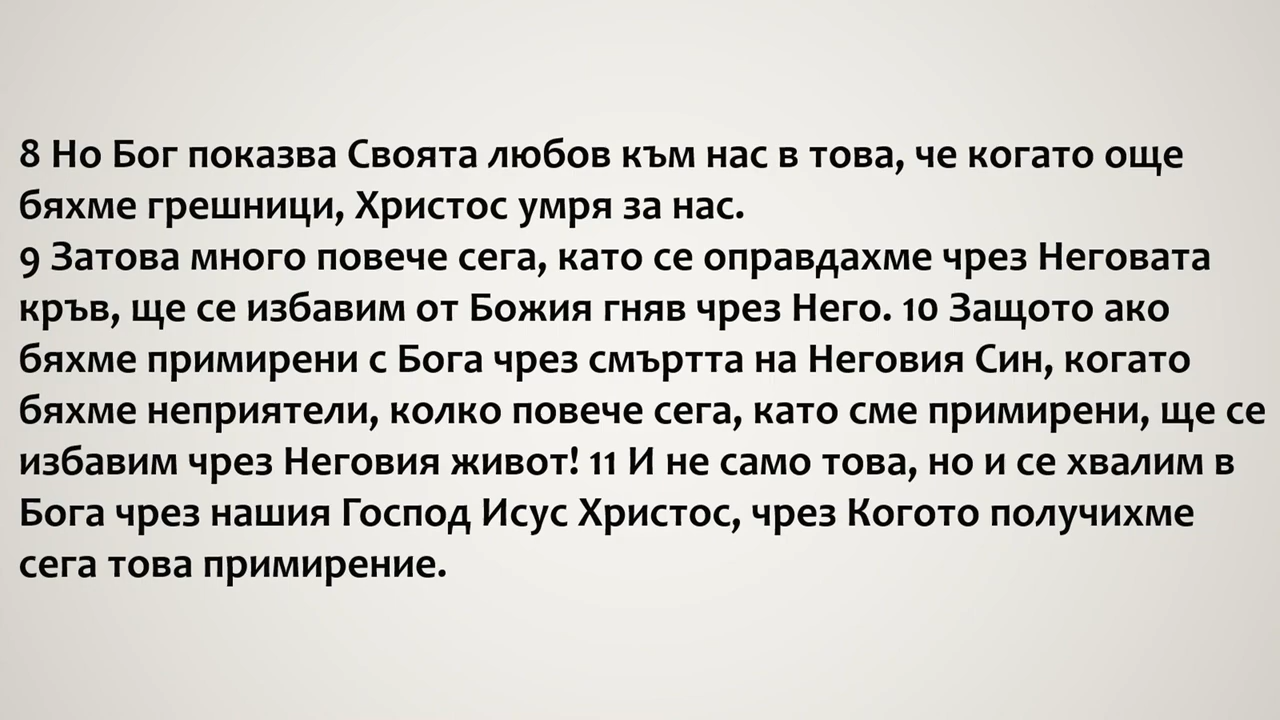 8 Но Бог показва Своята любов към нас в това, че когато още
бяхме грешници, Христос умря за нас.
9 Затова много повече сега, като се оправдахме чрез Неговата
кръв, ще се избавим от Божия гняв чрез Него. 10 Защото ако
бяхме примирени с Бога чрез смъртта на Неговия Син, когато
бяхме неприятели, колко повече сега, като сме примирени, ще се
избавим чрез Неговия живот! 11 И не само това, но и се хвалим в
Бога чрез нашия Господ Исус Христос, чрез Когото получихме
сега това примирение.